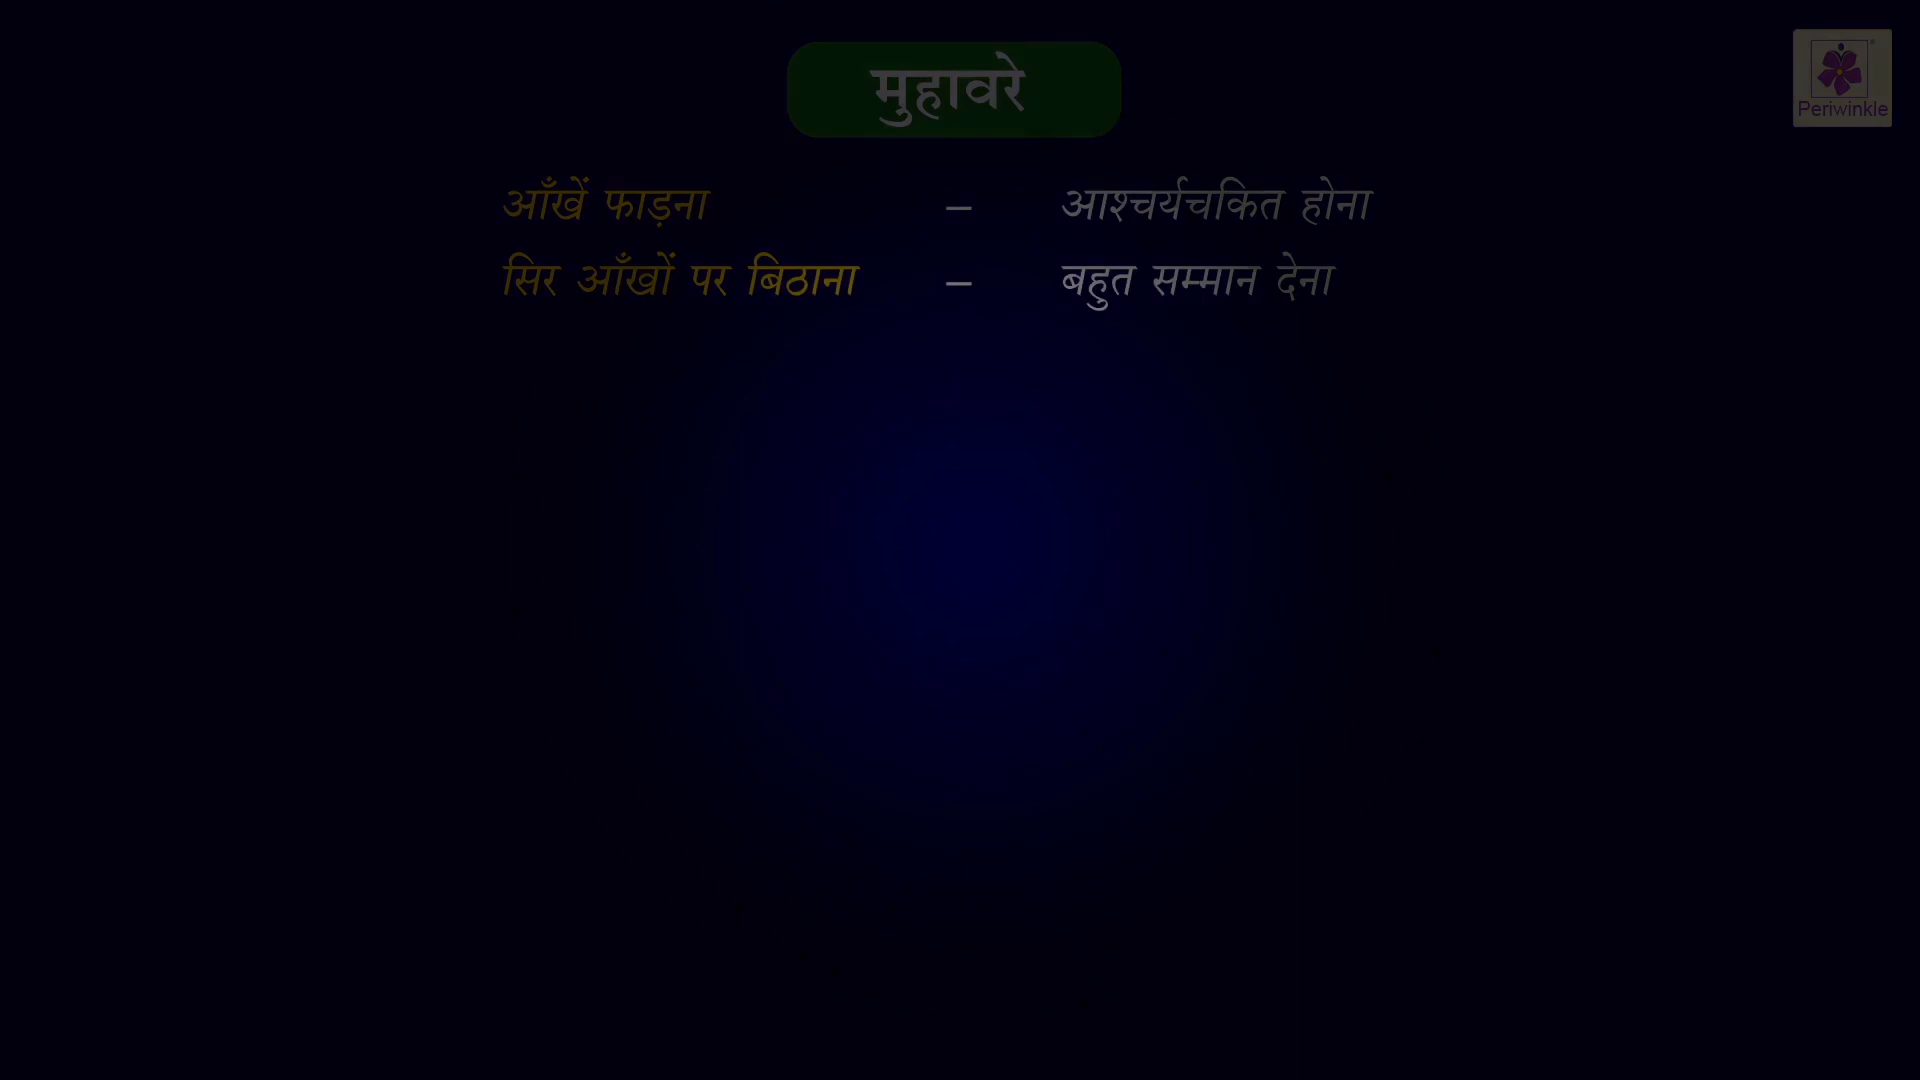 मुहावरे
Periwinkle
आँखें फाड़ना – आश्चर्यचकित होना
सिर आँखों पर बिठाना – बहुत सम्मान देना